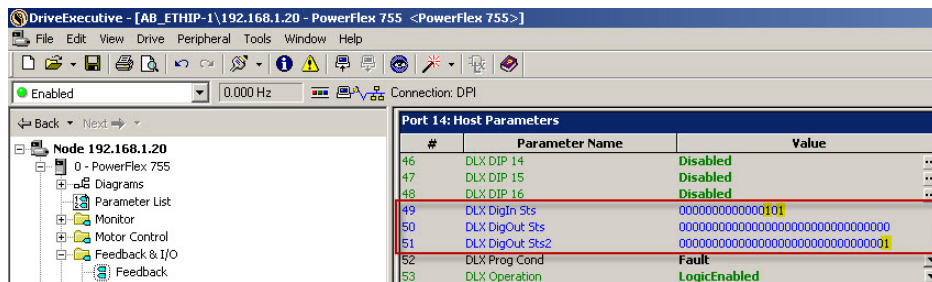 DriveExecutive - [AB_ETHIP-1\192.168.1.20 - PowerFlex 755 <PowerFlex 755>]
File Edit View Drive Peripheral Tools Window Help
Enabled 0.000 Hz Connection: DPI
Back Next
Node 192.168.1.20
0 - PowerFlex 755
Diagrams
Parameter List
Monitor
Motor Control
Feedback & I/O
Feedback
Port 14: Host Parameters
# Parameter Name Value
46 DLX DIP 14 Disabled
47 DLX DIP 15 Disabled
48 DLX DIP 16 Disabled
49 DLX DigIn Sts 0000000000000101
50 DLX DigOut Sts 00000000000000000000000000000000
51 DLX DigOut Sts2 00000000000000000000000000000001
52 DLX Prog Cond Fault
53 DLX Operation LogicEnabled